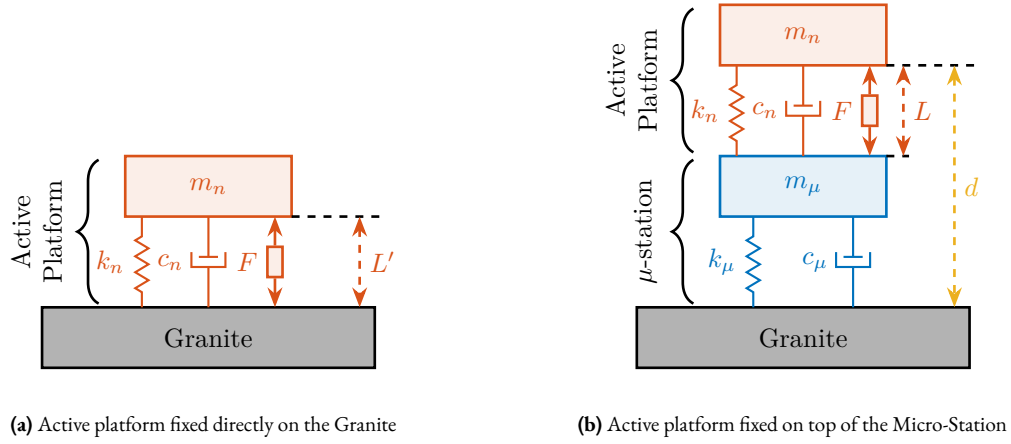 Active
Platform
m_n
k_n
c_n
F
L′
Granite
(a) Active platform fixed directly on the Granite
Active
Platform
m_n
k_n
c_n
F
L
d
μ-station
m_μ
k_μ
c_μ
Granite
(b) Active platform fixed on top of the Micro-Station